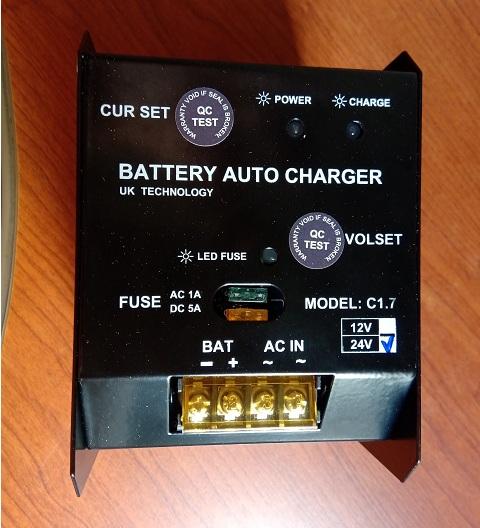 CUR SET
WARRANTY VOID IF SEAL IS BROKEN.
QC
TEST
POWER
CHARGE
BATTERY AUTO CHARGER
UK TECHNOLOGY
WARRANTY VOID IF SEAL IS BROKEN.
QC
TEST
VOLSET
LED FUSE
FUSE
AC 1A
DC 5A
MODEL: C1.7
12V
24V
BAT
AC IN
− + ~ ~